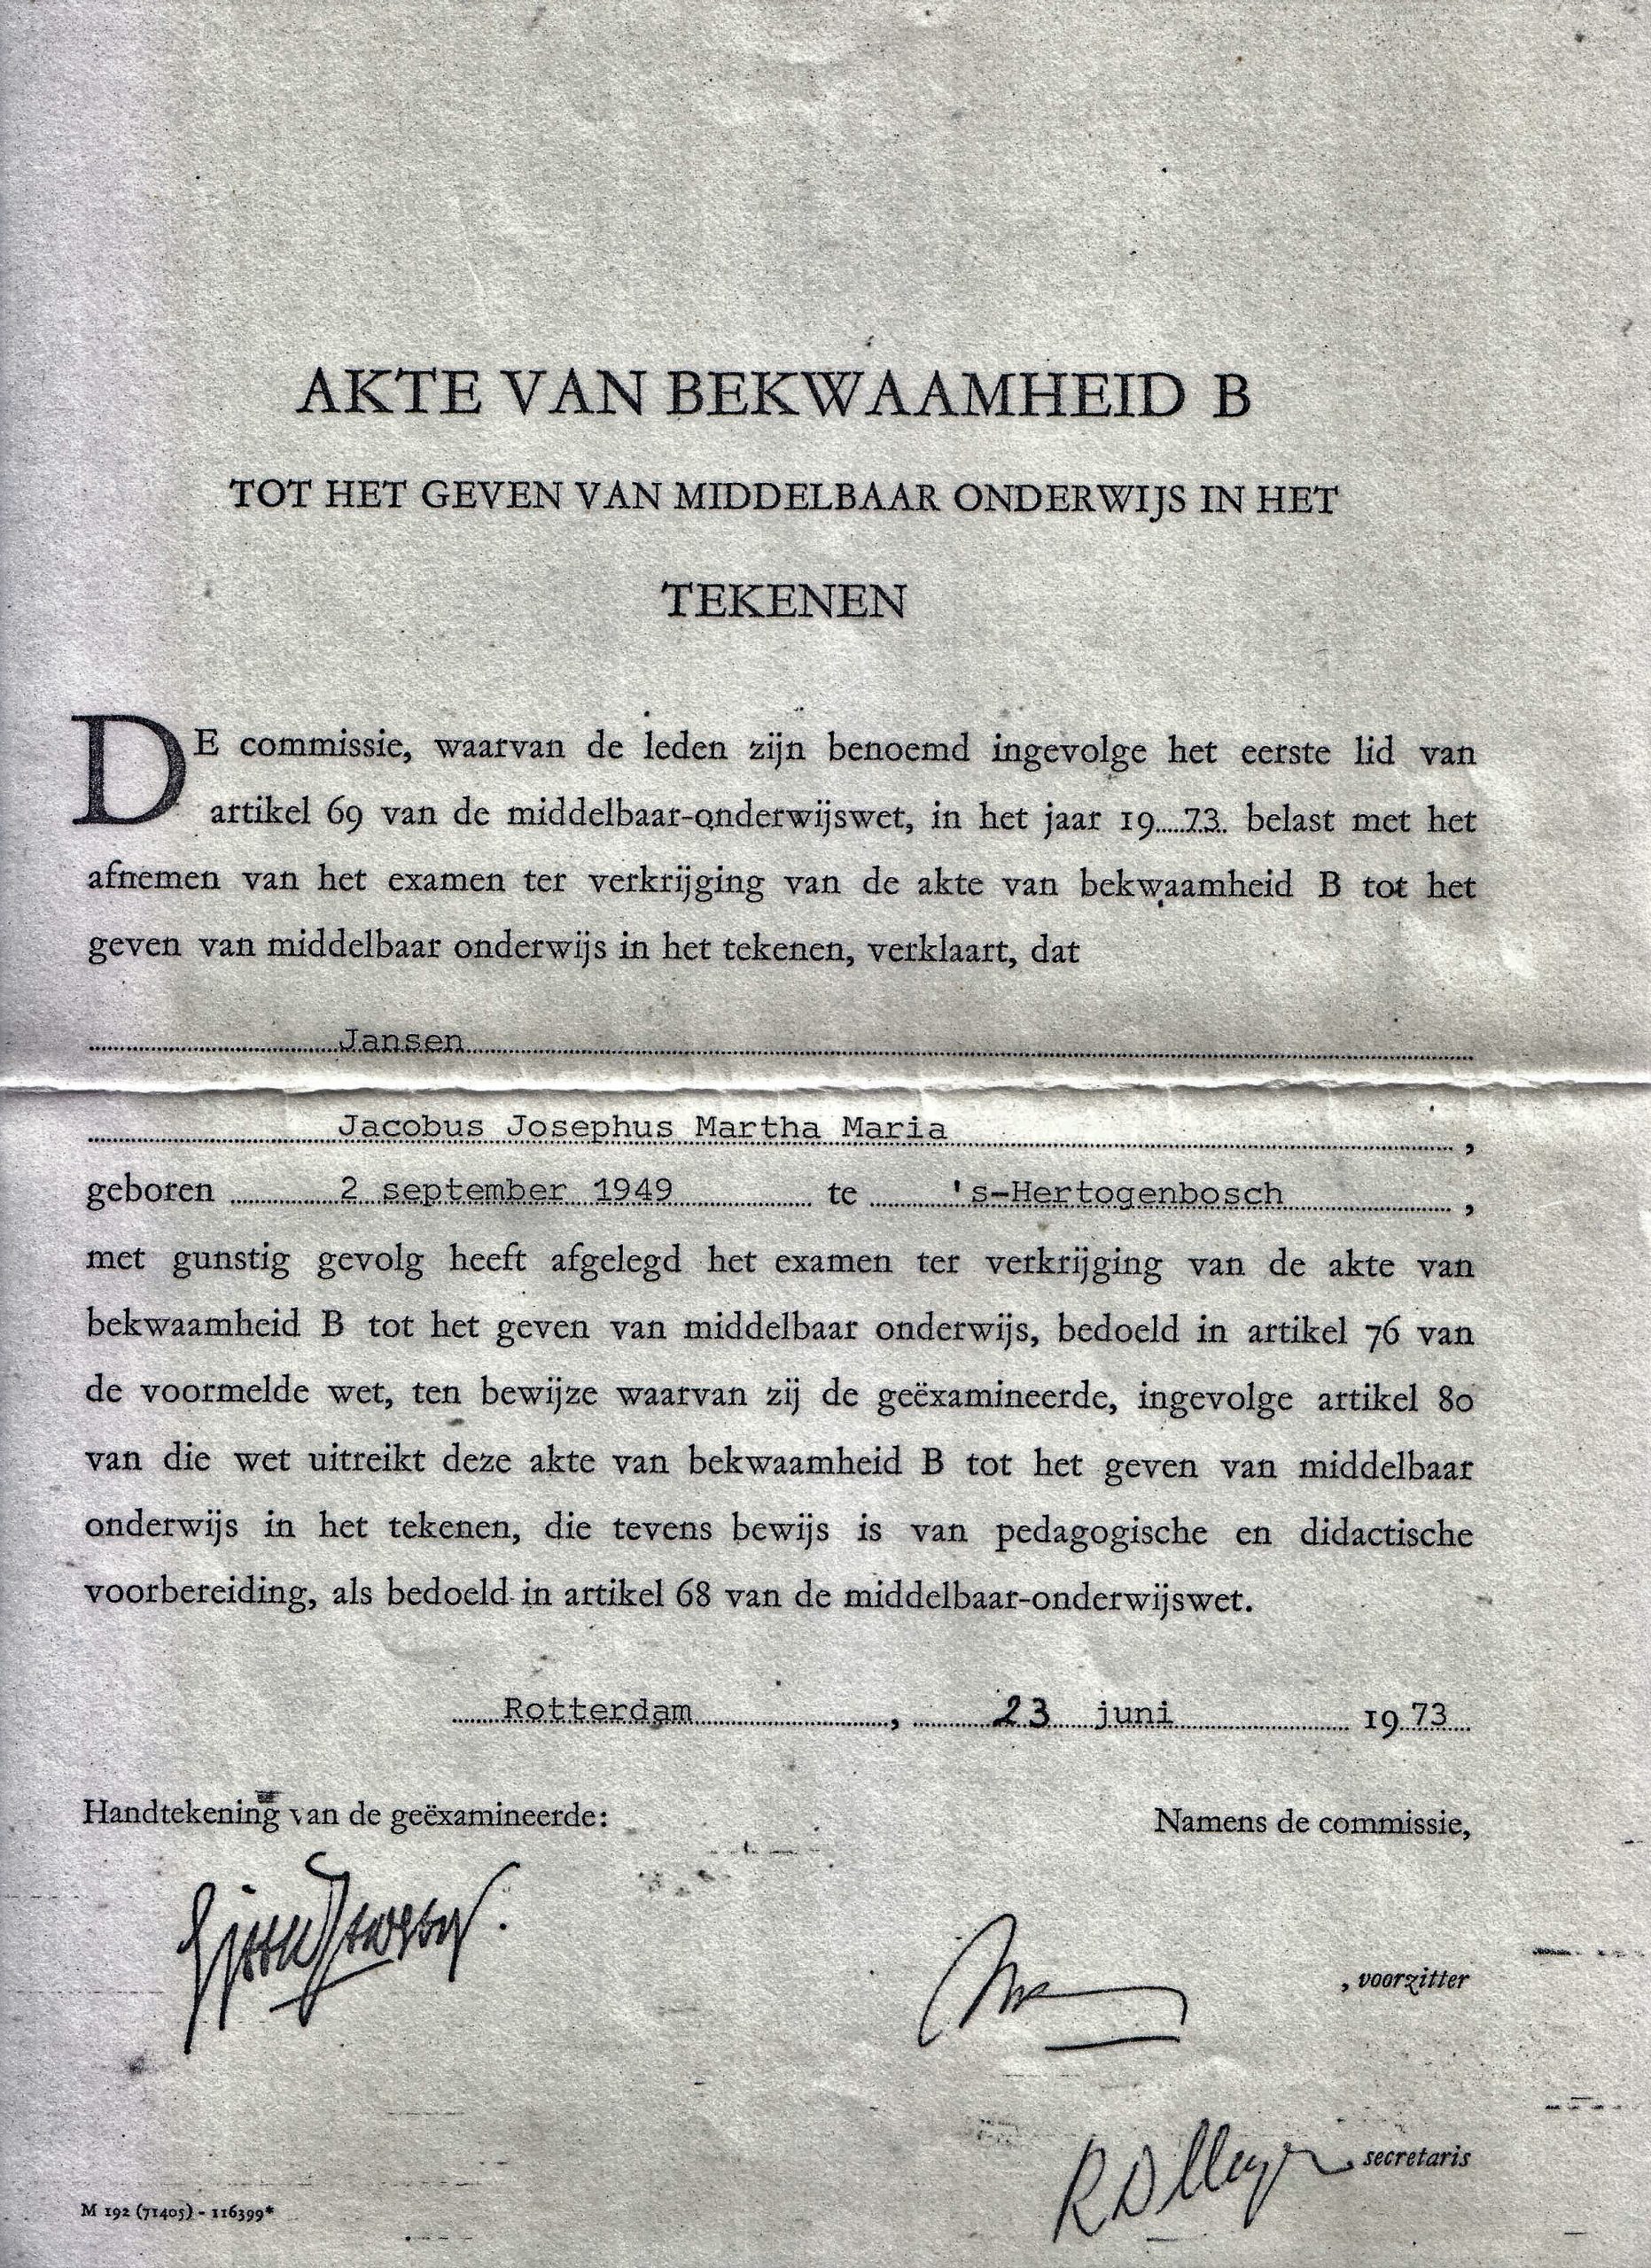 AKTE VAN BEKWAAMHEID B
TOT HET GEVEN VAN MIDDELBAAR ONDERWIJS IN HET
TEKENEN
DE commissie, waarvan de leden zijn benoemd ingevolge het eerste lid van
artikel 69 van de middelbaar-onderwijswet, in het jaar 19 73 belast met het
afnemen van het examen ter verkrijging van de akte van bekwaamheid B tot het
geven van middelbaar onderwijs in het tekenen, verklaart, dat
Jansen
Jacobus Josephus Martha Maria ,
geboren 2 september 1949 te 's-Hertogenbosch ,
met gunstig gevolg heeft afgelegd het examen ter verkrijging van de akte van
bekwaamheid B tot het geven van middelbaar onderwijs, bedoeld in artikel 76 van
de voormelde wet, ten bewijze waarvan zij de geëxamineerde, ingevolge artikel 80
van die wet uitreikt deze akte van bekwaamheid B tot het geven van middelbaar
onderwijs in het tekenen, die tevens bewijs is van pedagogische en didactische
voorbereiding, als bedoeld in artikel 68 van de middelbaar-onderwijswet.
Rotterdam , 23 juni 19 73
Handtekening van de geëxamineerde: Namens de commissie,
, voorzitter
secretaris
M 192 (71405) - 116399*